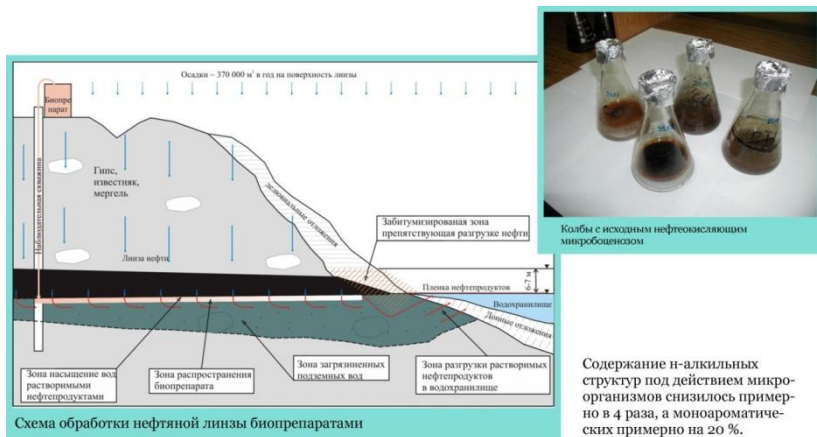 Осадки ~ 370 000 м³ в год на поверхность линзы
Биопре
парат
Наблюдательная скважина
Гипс,
известняк,
мергель
делювиальные отложения
Забитумизированая зона
препятствующая разгрузке нефти
Линза нефти
Пленка нефтепродуктов
6-7 м
Водохранилище
Донные отложения
Зона насыщение вод
растворимыми
нефтепродуктами
Зона распространения
биопрепарата
Зона загрязненных
подземных вод
Зона разгрузки растворимых
нефтепродуктов
в водохранилище
Схема обработки нефтяной линзы биопрепаратами
Колбы с исходным нефтеокисляющим
микробоценозом
Содержание н-алкильных
структур под действием микро-
организмов снизилось пример-
но в 4 раза, а моноароматиче-
ских примерно на 20 %.